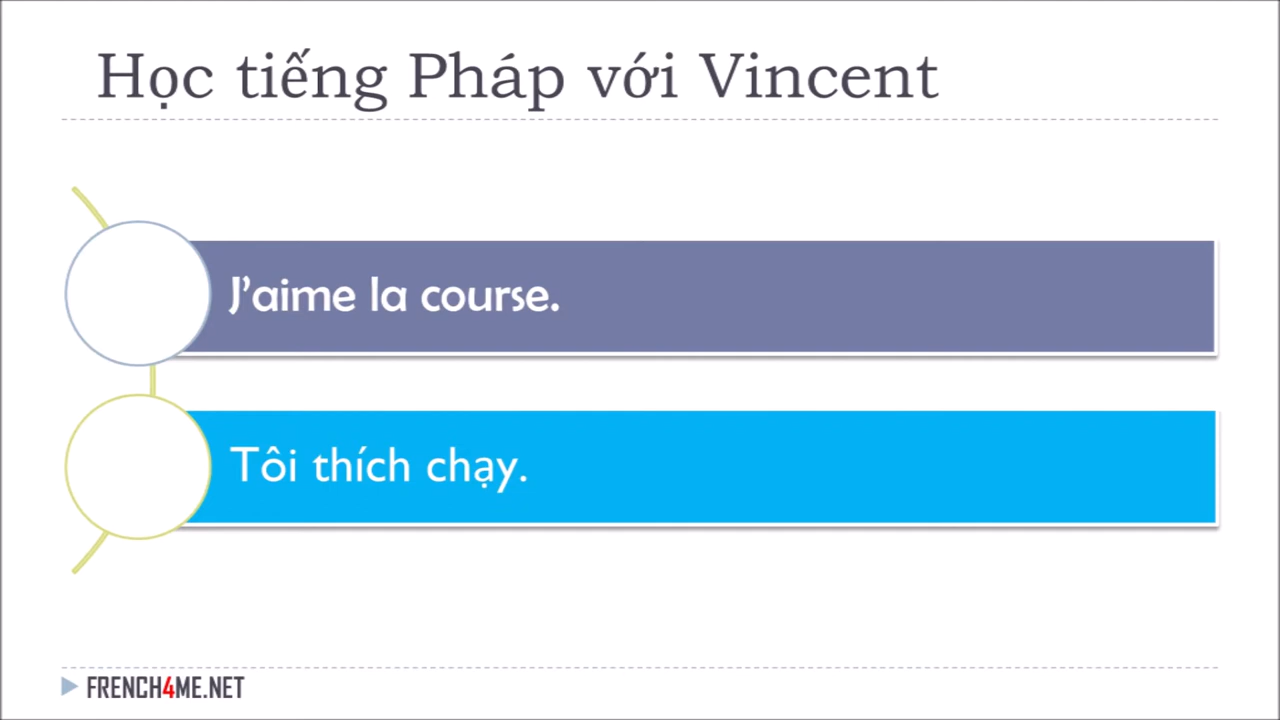 Học tiếng Pháp với Vincent
J’aime la course.
Tôi thích chạy.
FRENCH4ME.NET